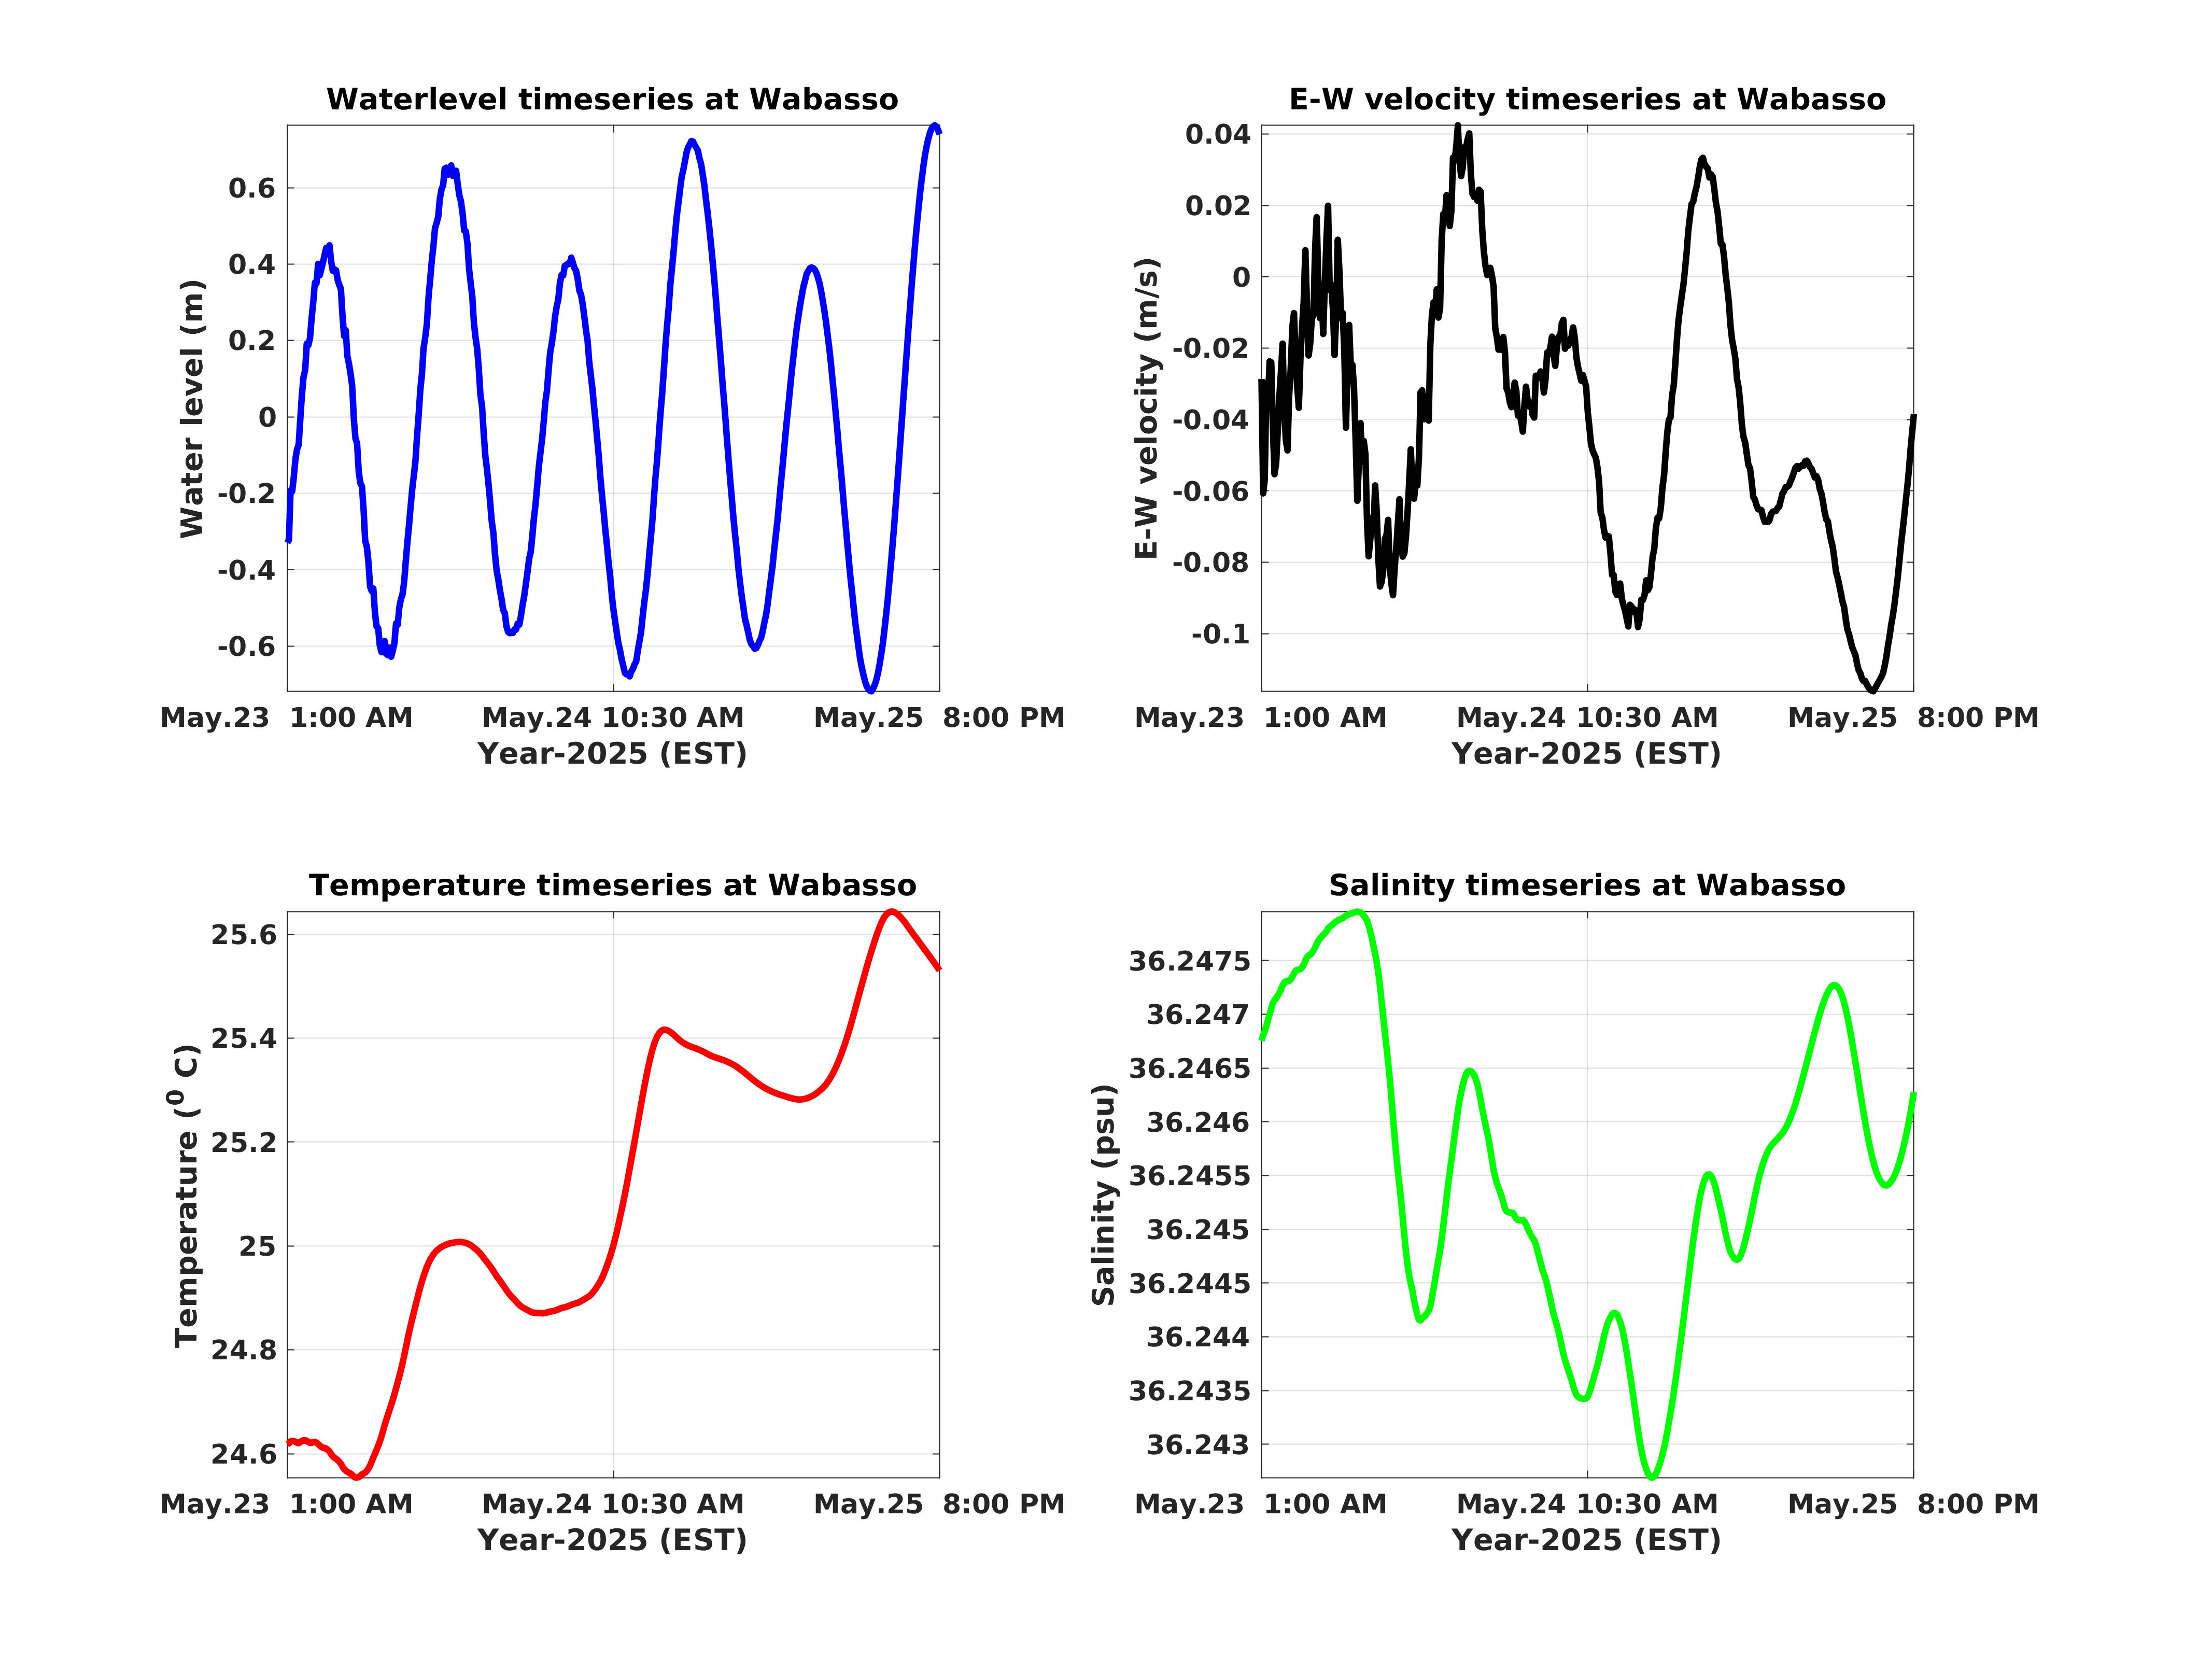 Waterlevel timeseries at Wabasso
Water level (m)
0.6
0.4
0.2
0
-0.2
-0.4
-0.6
May.23 1:00 AM
May.24 10:30 AM
May.25 8:00 PM
Year-2025 (EST)
E-W velocity timeseries at Wabasso
E-W velocity (m/s)
0.04
0.02
0
-0.02
-0.04
-0.06
-0.08
-0.1
May.23 1:00 AM
May.24 10:30 AM
May.25 8:00 PM
Year-2025 (EST)
Temperature timeseries at Wabasso
Temperature (⁰ C)
25.6
25.4
25.2
25
24.8
24.6
May.23 1:00 AM
May.24 10:30 AM
May.25 8:00 PM
Year-2025 (EST)
Salinity timeseries at Wabasso
Salinity (psu)
36.2475
36.247
36.2465
36.246
36.2455
36.245
36.2445
36.244
36.2435
36.243
May.23 1:00 AM
May.24 10:30 AM
May.25 8:00 PM
Year-2025 (EST)